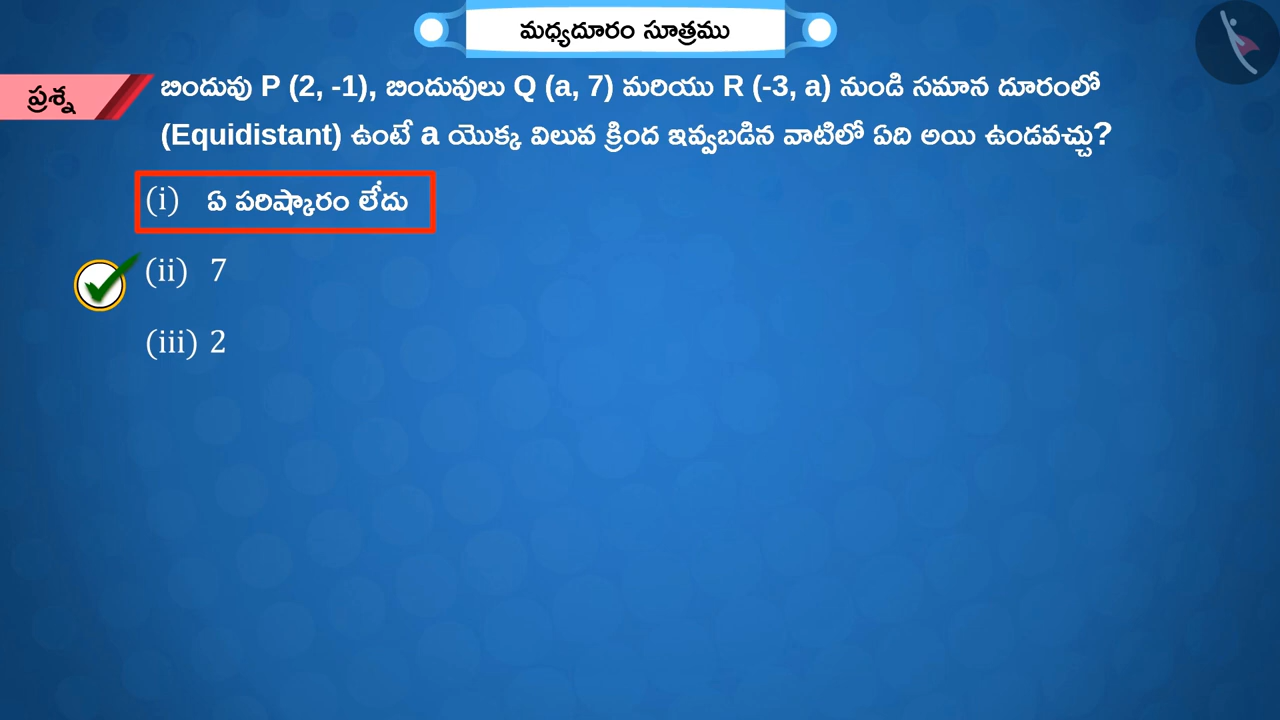 మధ్యదూరం సూత్రము
ప్రశ్న
బిందువు P (2, -1), బిందువులు Q (a, 7) మరియు R (-3, a) నుండి సమాన దూరంలో
(Equidistant) ఉంటే a యొక్క విలువ క్రింద ఇవ్వబడిన వాటిలో ఏది అయి ఉండవచ్చు?
(i) ఏ పరిష్కారం లేదు
(ii) 7
(iii) 2